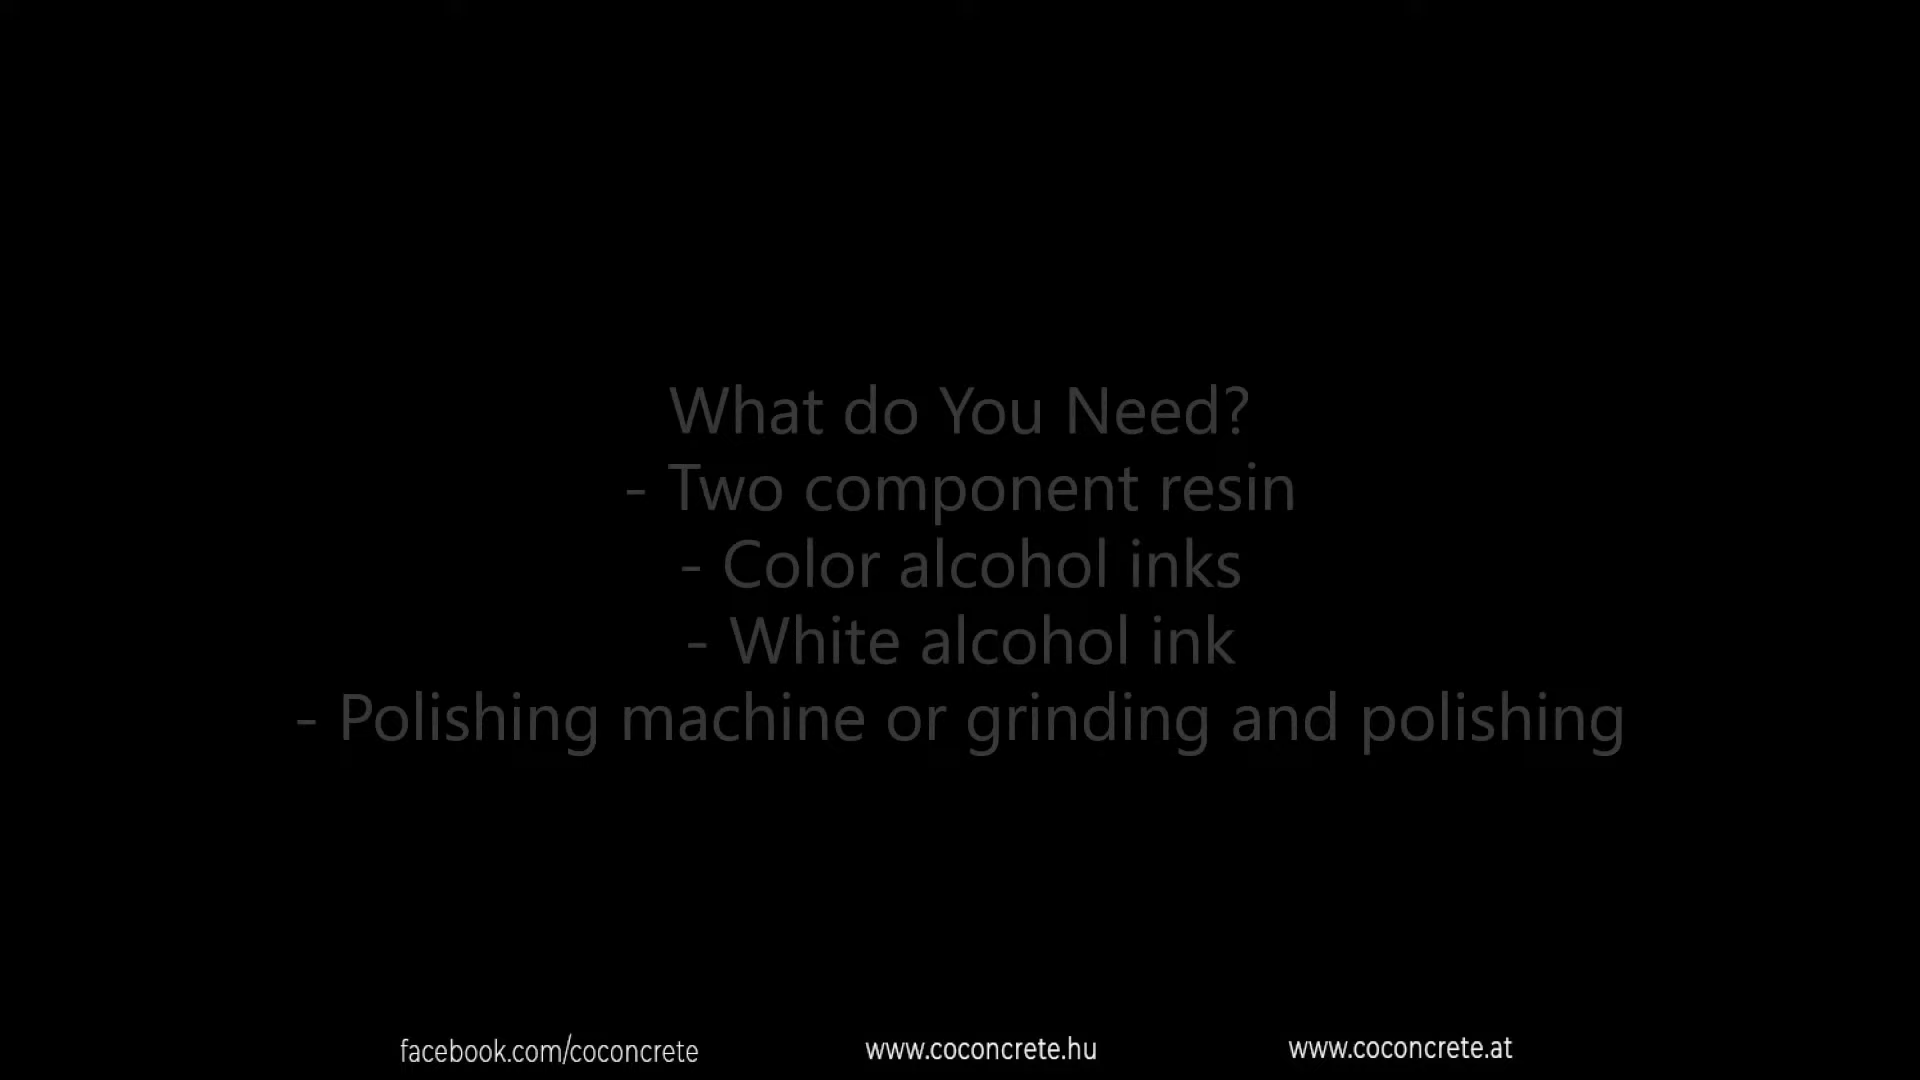 What do You Need?
- Two component resin
- Color alcohol inks
- White alcohol ink
- Polishing machine or grinding and polishing
facebook.com/coconcrete
www.coconcrete.hu
www.coconcrete.at